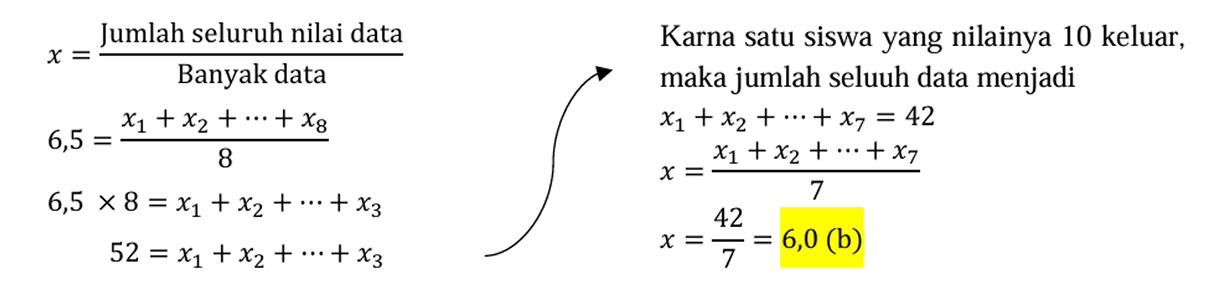 x = Jumlah seluruh nilai data / Banyak data
6,5 = x₁ + x₂ + ⋯ + x₈ / 8
6,5 × 8 = x₁ + x₂ + ⋯ + x₃
52 = x₁ + x₂ + ⋯ + x₃
Karna satu siswa yang nilainya 10 keluar,
maka jumlah seluuh data menjadi
x₁ + x₂ + ⋯ + x₇ = 42
x = x₁ + x₂ + ⋯ + x₇ / 7
x = 42 / 7 = 6,0 (b)